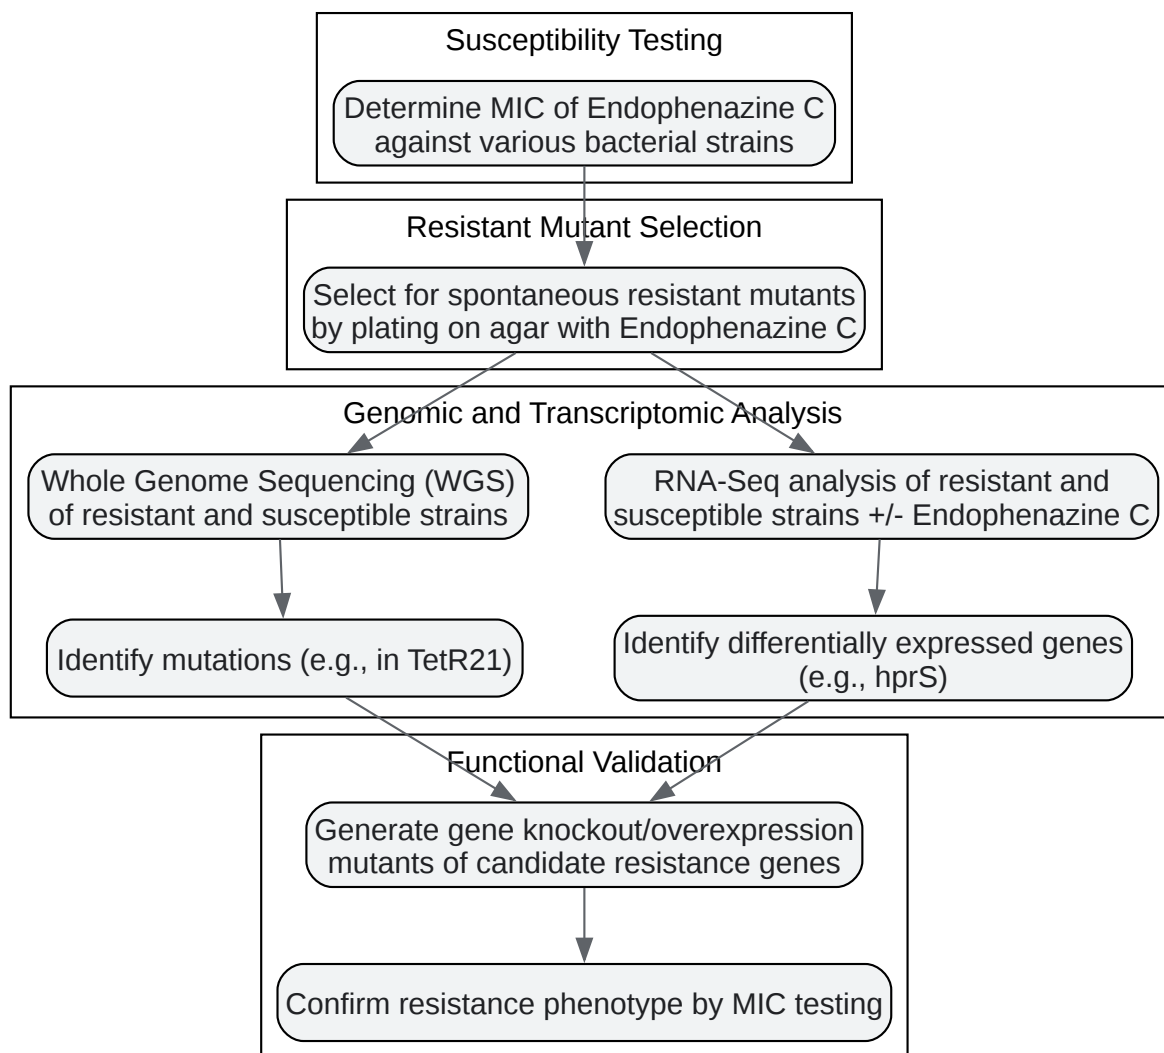 Susceptibility Testing
Determine MIC of Endophenazine C
against various bacterial strains
Resistant Mutant Selection
Select for spontaneous resistant mutants
by plating on agar with Endophenazine C
Genomic and Transcriptomic Analysis
Whole Genome Sequencing (WGS)
of resistant and susceptible strains
RNA-Seq analysis of resistant and
susceptible strains +/- Endophenazine C
Identify mutations (e.g., in TetR21)
Identify differentially expressed genes
(e.g., hprS)
Functional Validation
Generate gene knockout/overexpression
mutants of candidate resistance genes
Confirm resistance phenotype by MIC testing